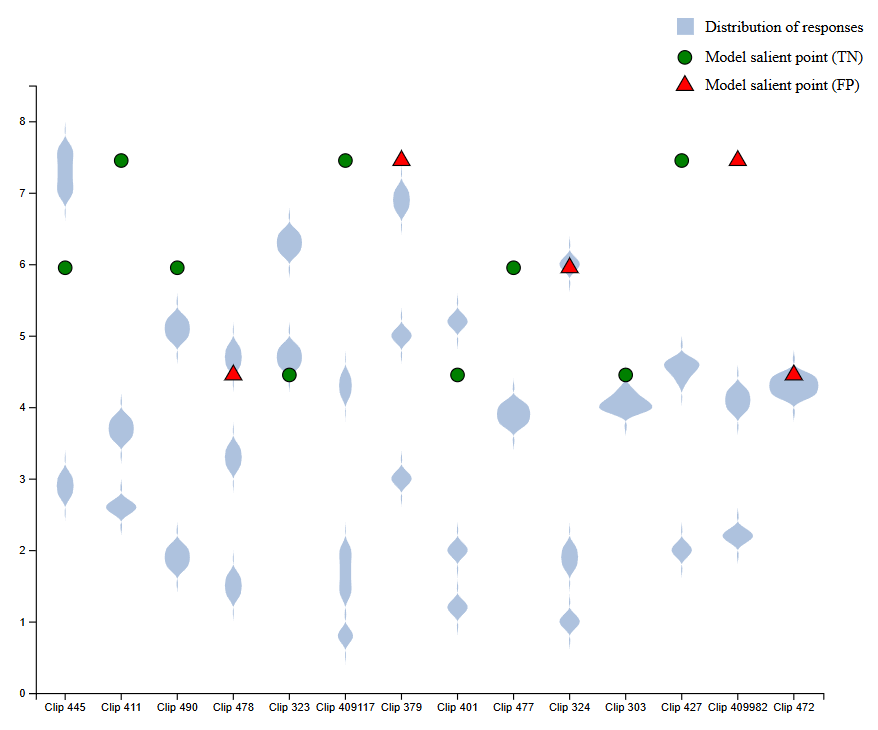 Distribution of responses
Model salient point (TN)
Model salient point (FP)
8
7
6
5
4
3
2
1
0
Clip 445 Clip 411 Clip 490 Clip 478 Clip 323 Clip 409117 Clip 379 Clip 401 Clip 477 Clip 324 Clip 303 Clip 427 Clip 409982 Clip 472